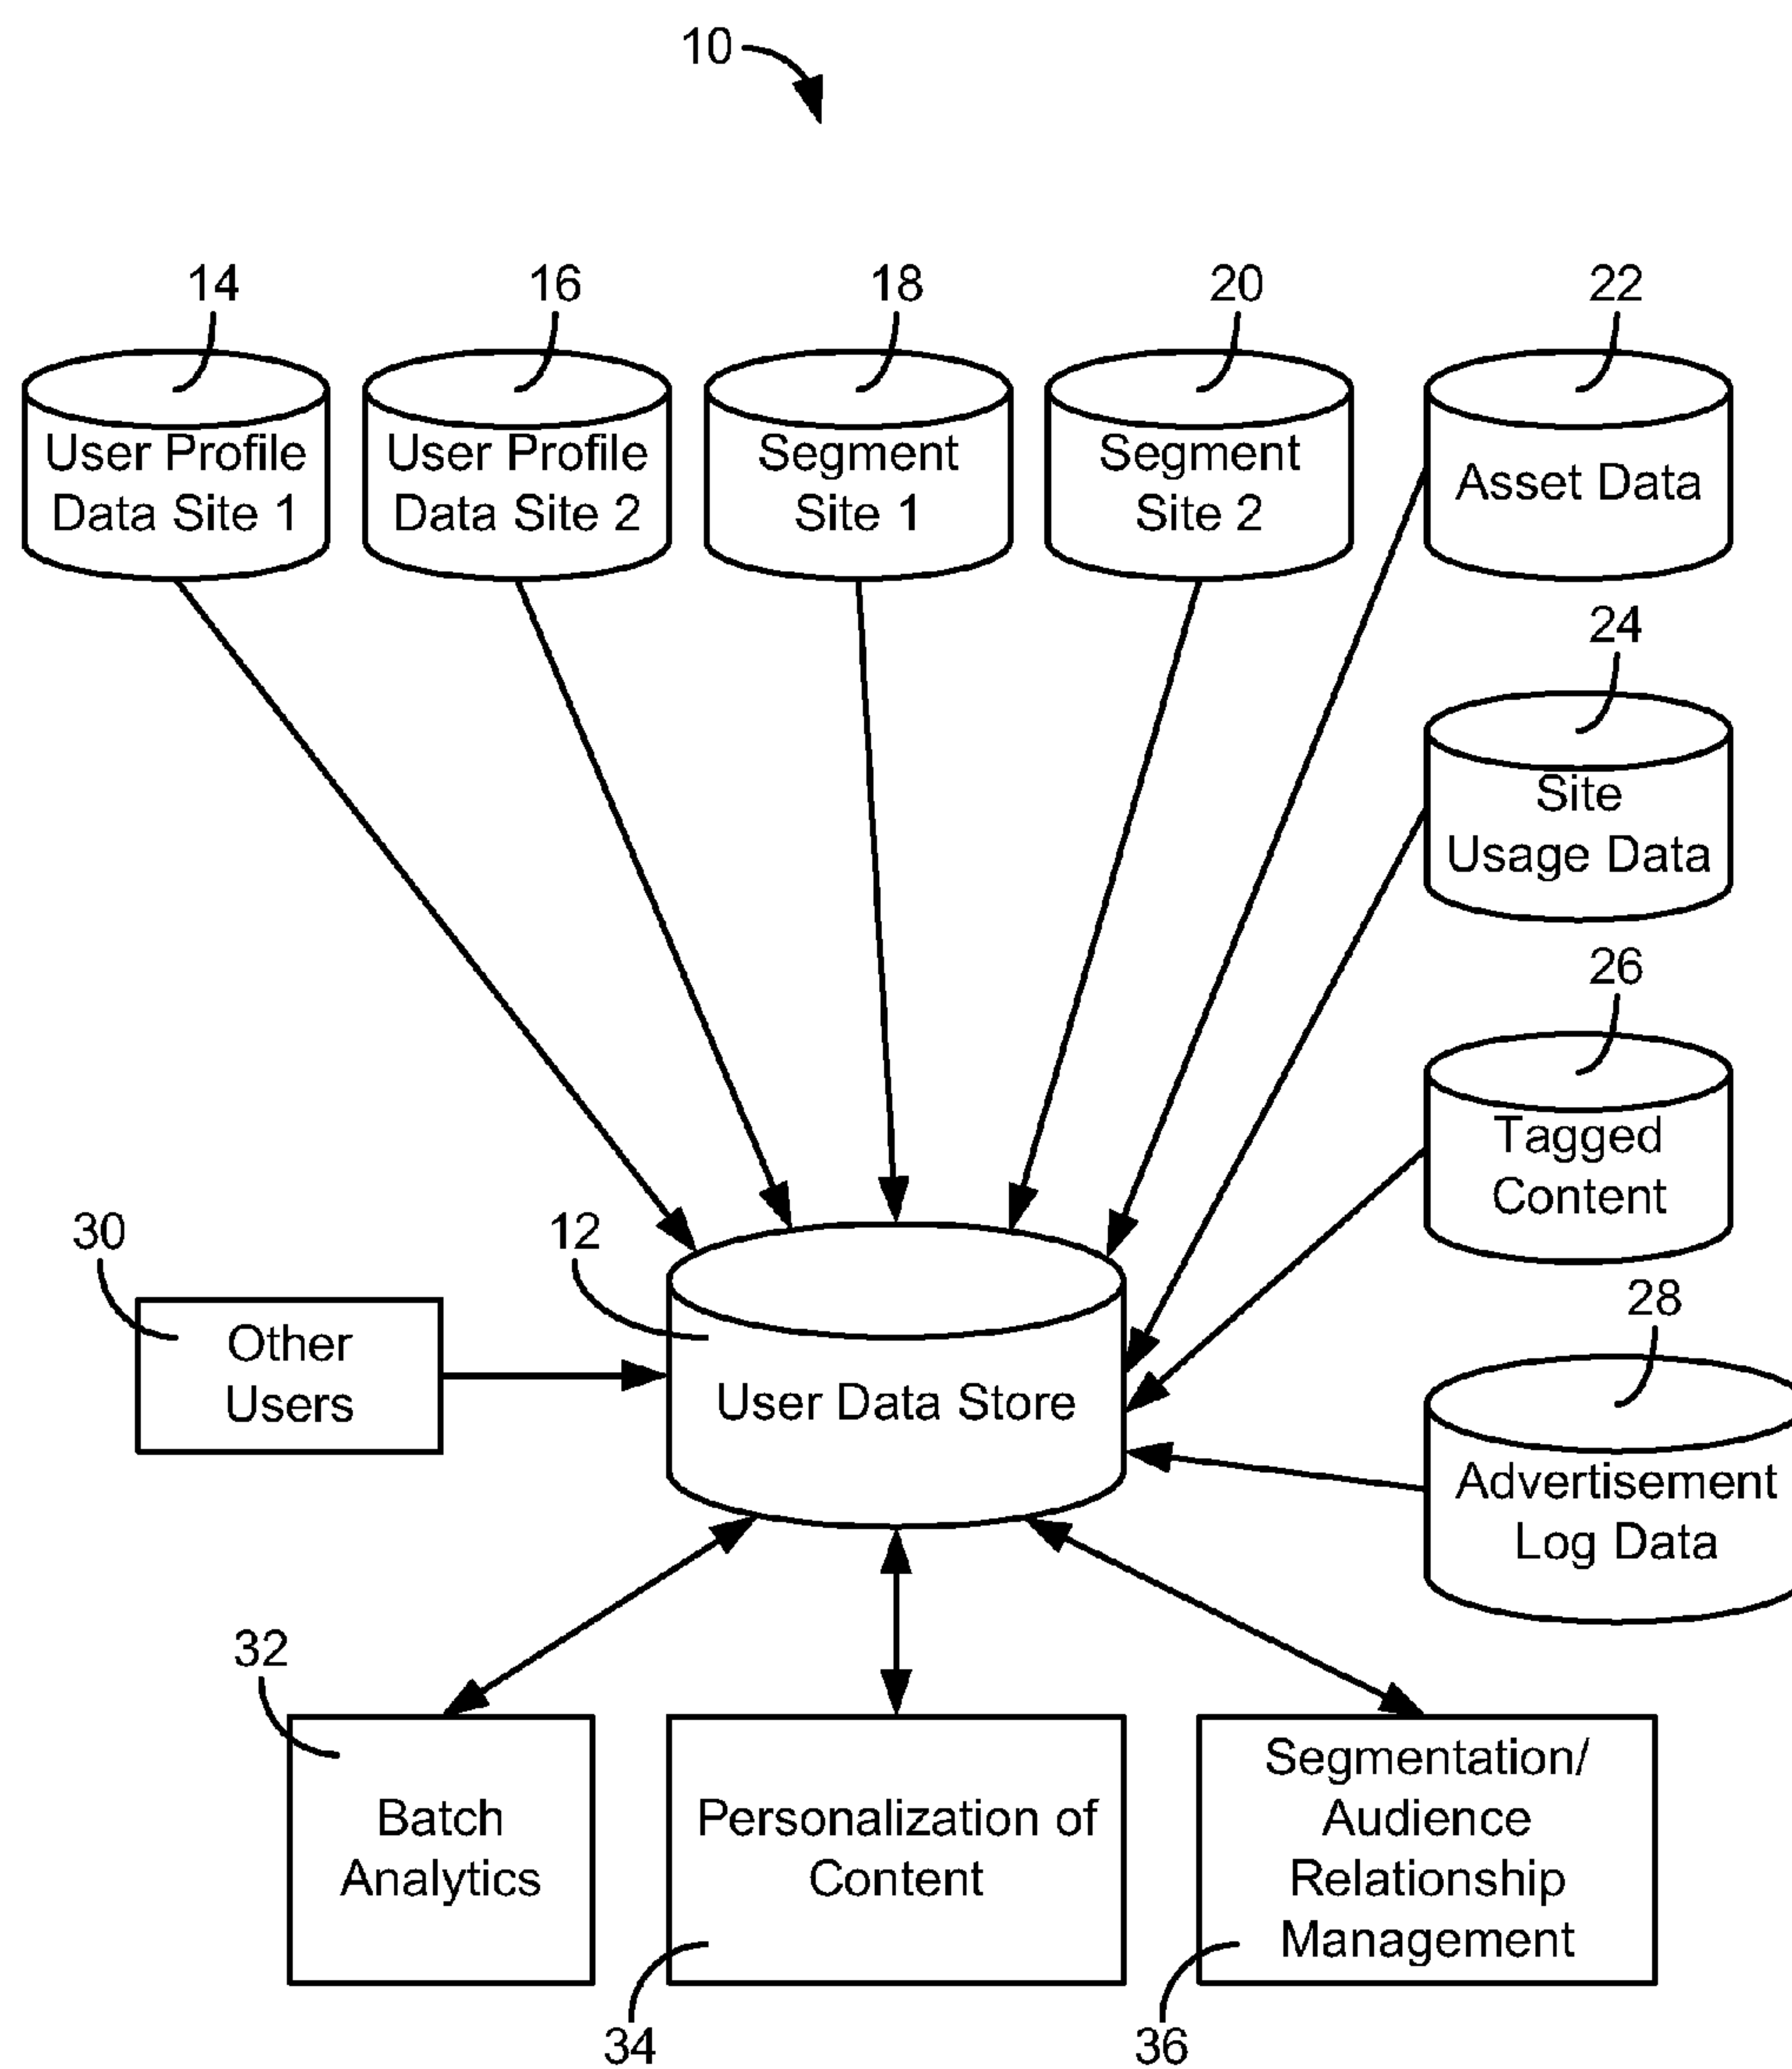 10
14
16
18
20
22
User Profile
Data Site 1
User Profile
Data Site 2
Segment
Site 1
Segment
Site 2
Asset Data
24
Site
Usage Data
26
Tagged
Content
30
12
Other
Users
User Data Store
28
Advertisement
Log Data
32
Batch
Analytics
Personalization of
Content
Segmentation/
Audience
Relationship
Management
34
36